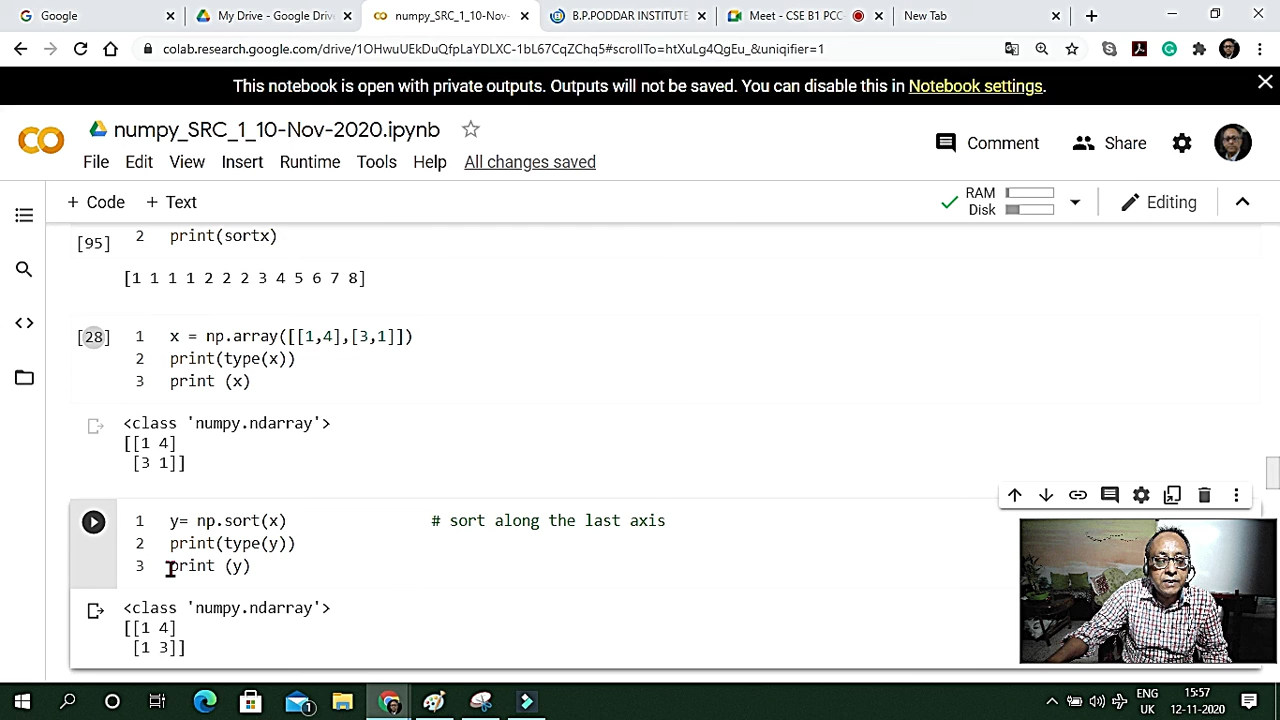 Google
My Drive - Google Driv
numpy_SRC_1_10-Nov-
B.P.PODDAR INSTITUTE
Meet - CSE B1 PCC
New Tab
colab.research.google.com/drive/1OHwuUEkDuQfpLaYDLXC-1bL67CqZChq5#scrollTo=htXuLg4QgEu_&uniqifier=1
This notebook is open with private outputs. Outputs will not be saved. You can disable this in Notebook settings.
numpy_SRC_1_10-Nov-2020.ipynb
Comment
Share
File Edit View Insert Runtime Tools Help All changes saved
+ Code + Text
RAM
Disk
Editing
[95]
2 print(sortx)
[1 1 1 1 2 2 2 3 4 5 6 7 8]
[28]
1 x = np.array([[1,4],[3,1]])
2 print(type(x))
3 print (x)
<class 'numpy.ndarray'>
[[1 4]
[3 1]]
1 y= np.sort(x) # sort along the last axis
2 print(type(y))
3 print (y)
<class 'numpy.ndarray'>
[[1 4]
[1 3]]
1
ENG
UK
15:57
12-11-2020